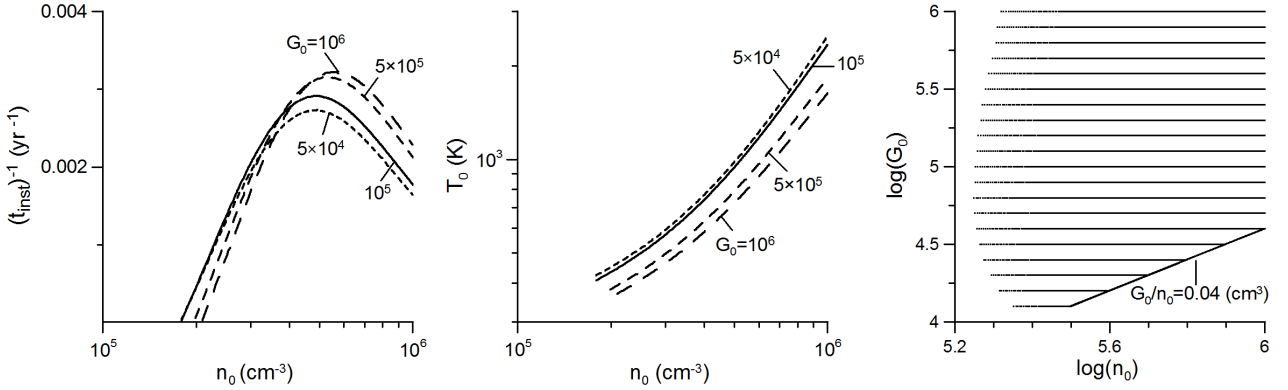 0.004
0.002
(t_inst)⁻¹ (yr⁻¹)
G₀=10⁶
5×10⁵
5×10⁴
10⁵
10⁵
10⁶
n₀ (cm⁻³)
T₀ (K)
10³
5×10⁴
10⁵
5×10⁵
G₀=10⁶
10⁵
10⁶
n₀ (cm⁻³)
log(G₀)
6
5.5
5
4.5
4
G₀/n₀=0.04 (cm³)
5.2
5.6
6
log(n₀)